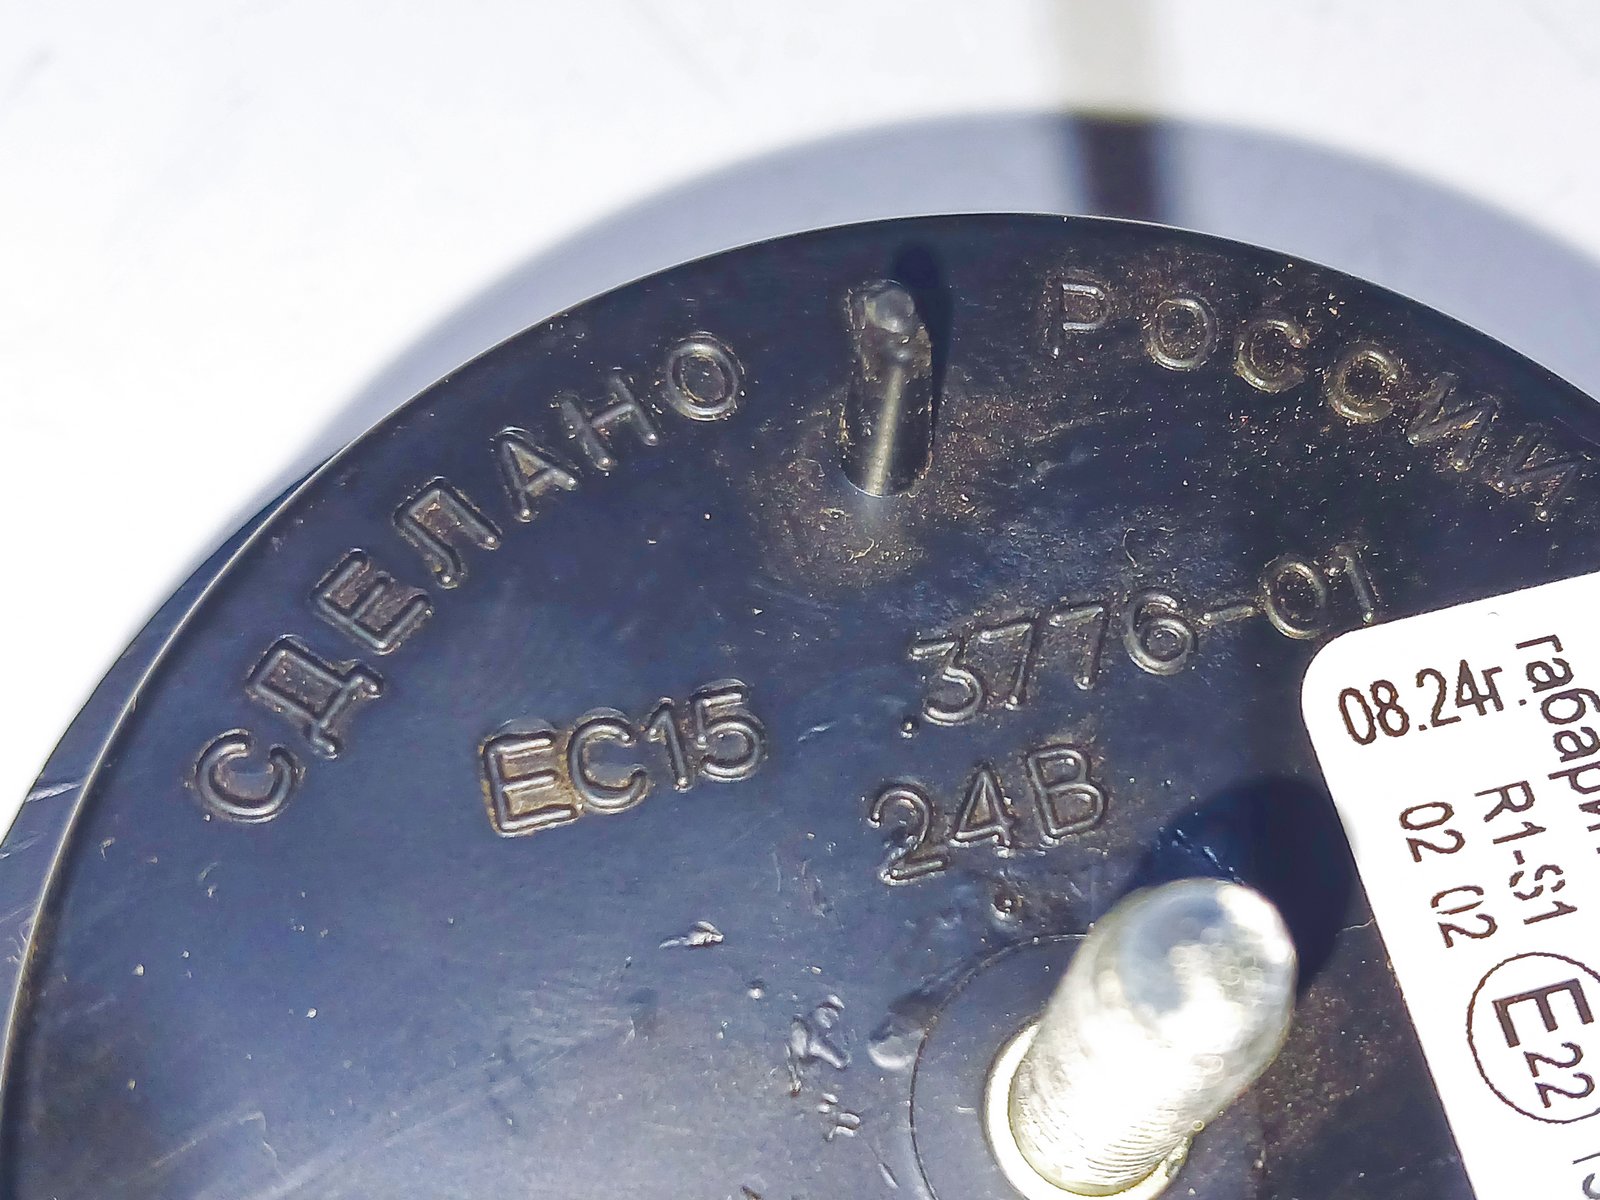 СДЕЛАНО РОССИИ
ЕС15 .3776-01
24В
08.24г.
R1-S1
02 02
E22